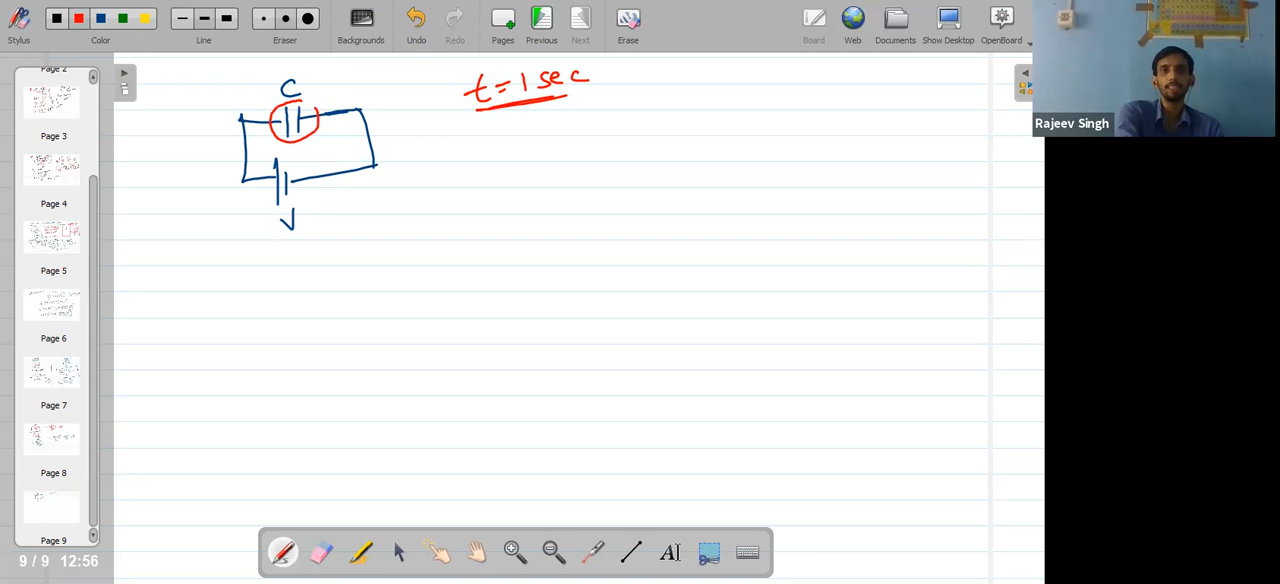 Stylus
Color
Line
Eraser
Backgrounds
Undo
Redo
Pages
Previous
Next
Erase
Board
Web
Documents
Show Desktop
OpenBoard
Page 2
Page 3
Page 4
Page 5
Page 6
Page 7
Page 8
Page 9
9 / 9 12:56
C
V
t = 1 sec
Rajeev Singh
A